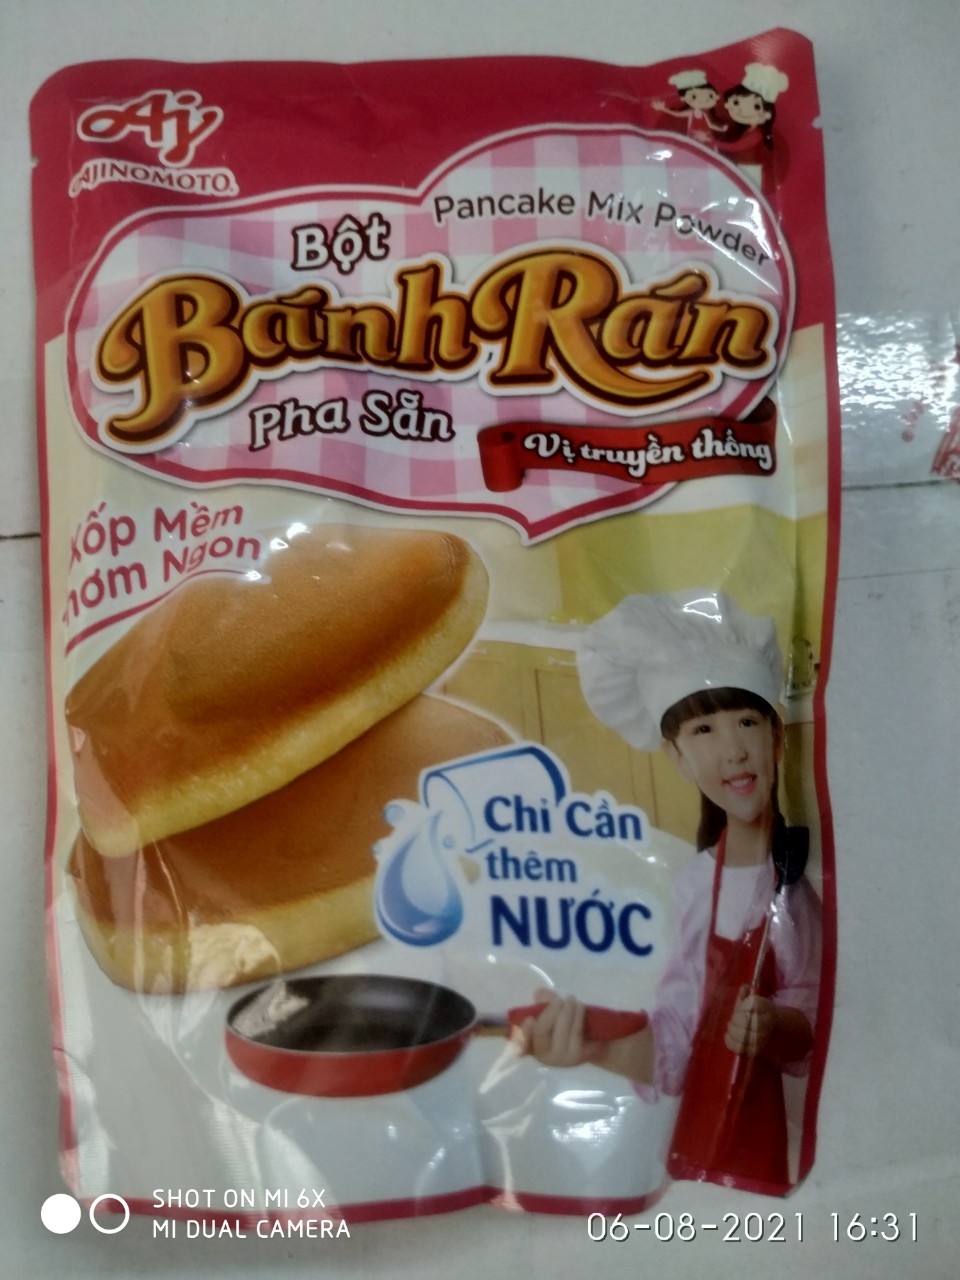 Aj
AJINOMOTO.
Pancake Mix Powder
Bột
Bánh Rán
Pha Sẵn
Vị truyền thống
Xốp Mềm
Thơm Ngon
Chỉ Cần
thêm
NƯỚC
SHOT ON MI 6X
MI DUAL CAMERA
06-08-2021 16:31